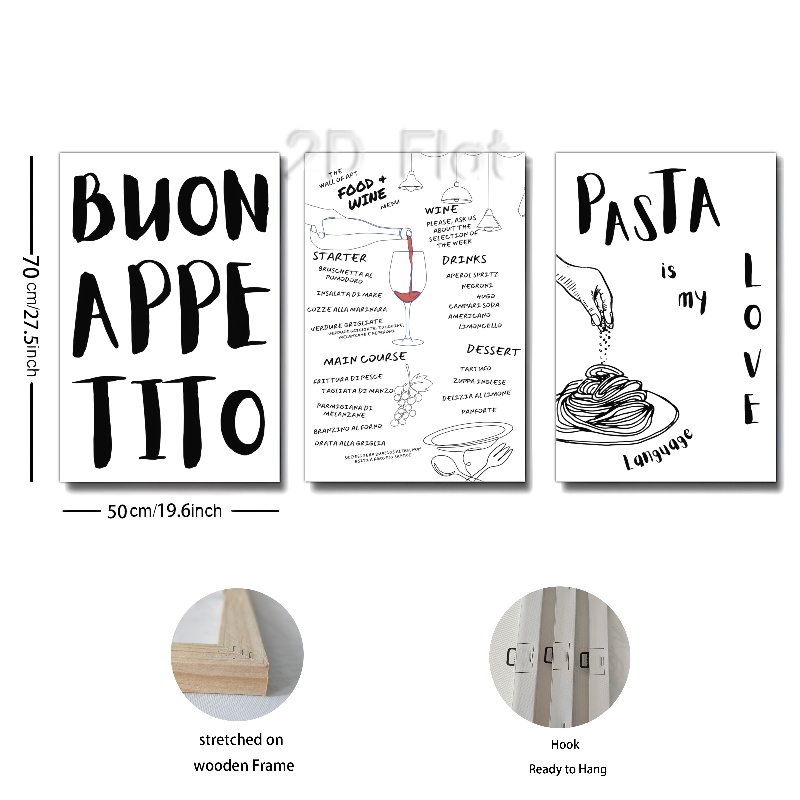 2D Flat
BUON
APPE
TITO
THE
WALL OF ART
FOOD +
WINE
MENU
WINE
PLEASE, ASK US
ABOUT THE
SELECTION OF
THE WEEK
STARTER
BRUSCHETTA AL
POMODORO
INSALATA DI MARE
COZZE ALLA MARINARA
VERDURE GRIGLIATE
DRINKS
APEROL SPRITZ
NEGRONI
HUGO
CAMPARI SODA
AMERICANO
LIMONCELLO
MAIN COURSE
FRITTURA DI PESCE
TAGLIATA DI MANZO
PARMIGIANA DI
MELANZANE
BRANZINO AL FORNO
ORATA ALLA GRIGLIA
DESSERT
TARTUFO
ZUPPA INGLESE
DELIZIA AL LIMONE
PANFORTE
PASTA
is
my
LOVE
Language
70 cm/27.5inch
50 cm/19.6inch
stretched on
wooden Frame
Hook
Ready to Hang